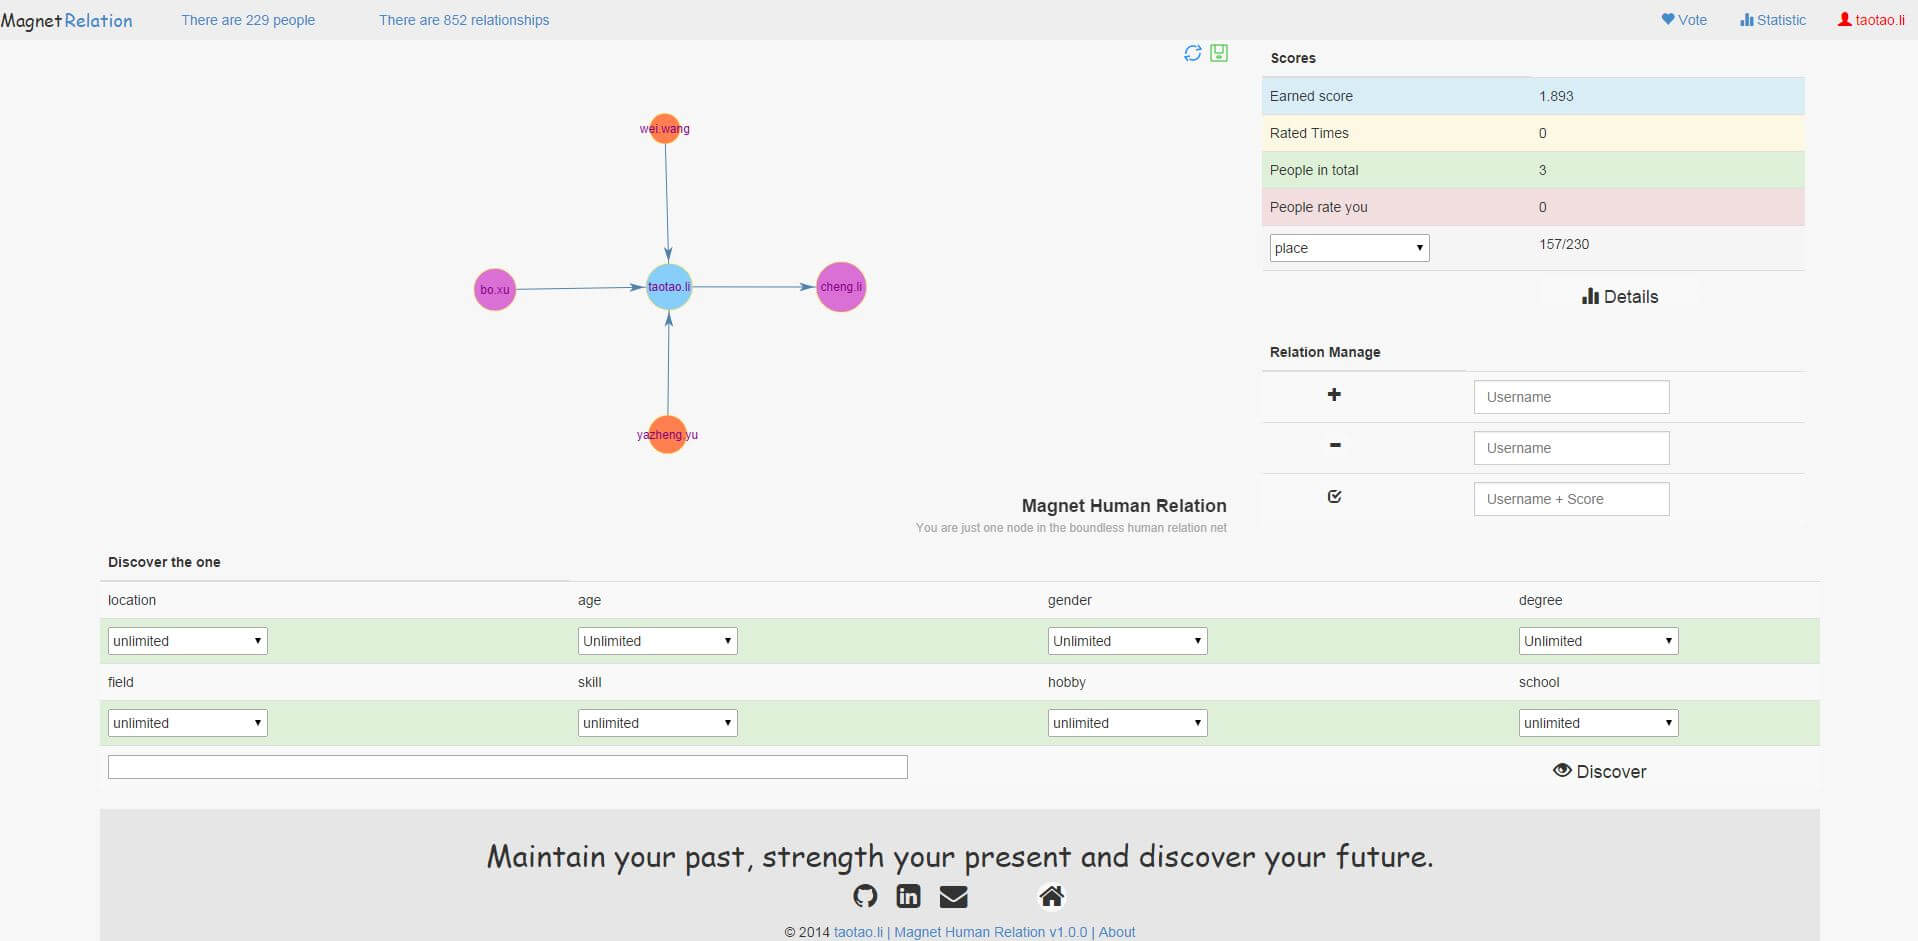 MagnetRelation There are 229 people There are 852 relationships Vote Statistic taotao.li
wei.wang
bo.xu taotao.li cheng.li
yazheng.yu
Magnet Human Relation
You are just one node in the boundless human relation net
Scores
Earned score 1.893
Rated Times 0
People in total 3
People rate you 0
place 157/230
Details
Relation Manage
Username
Username
Username + Score
Discover the one
location age gender degree
unlimited Unlimited Unlimited Unlimited
field skill hobby school
unlimited unlimited unlimited unlimited
Discover
Maintain your past, strength your present and discover your future.
in
© 2014 taotao.li | Magnet Human Relation v1.0.0 | About